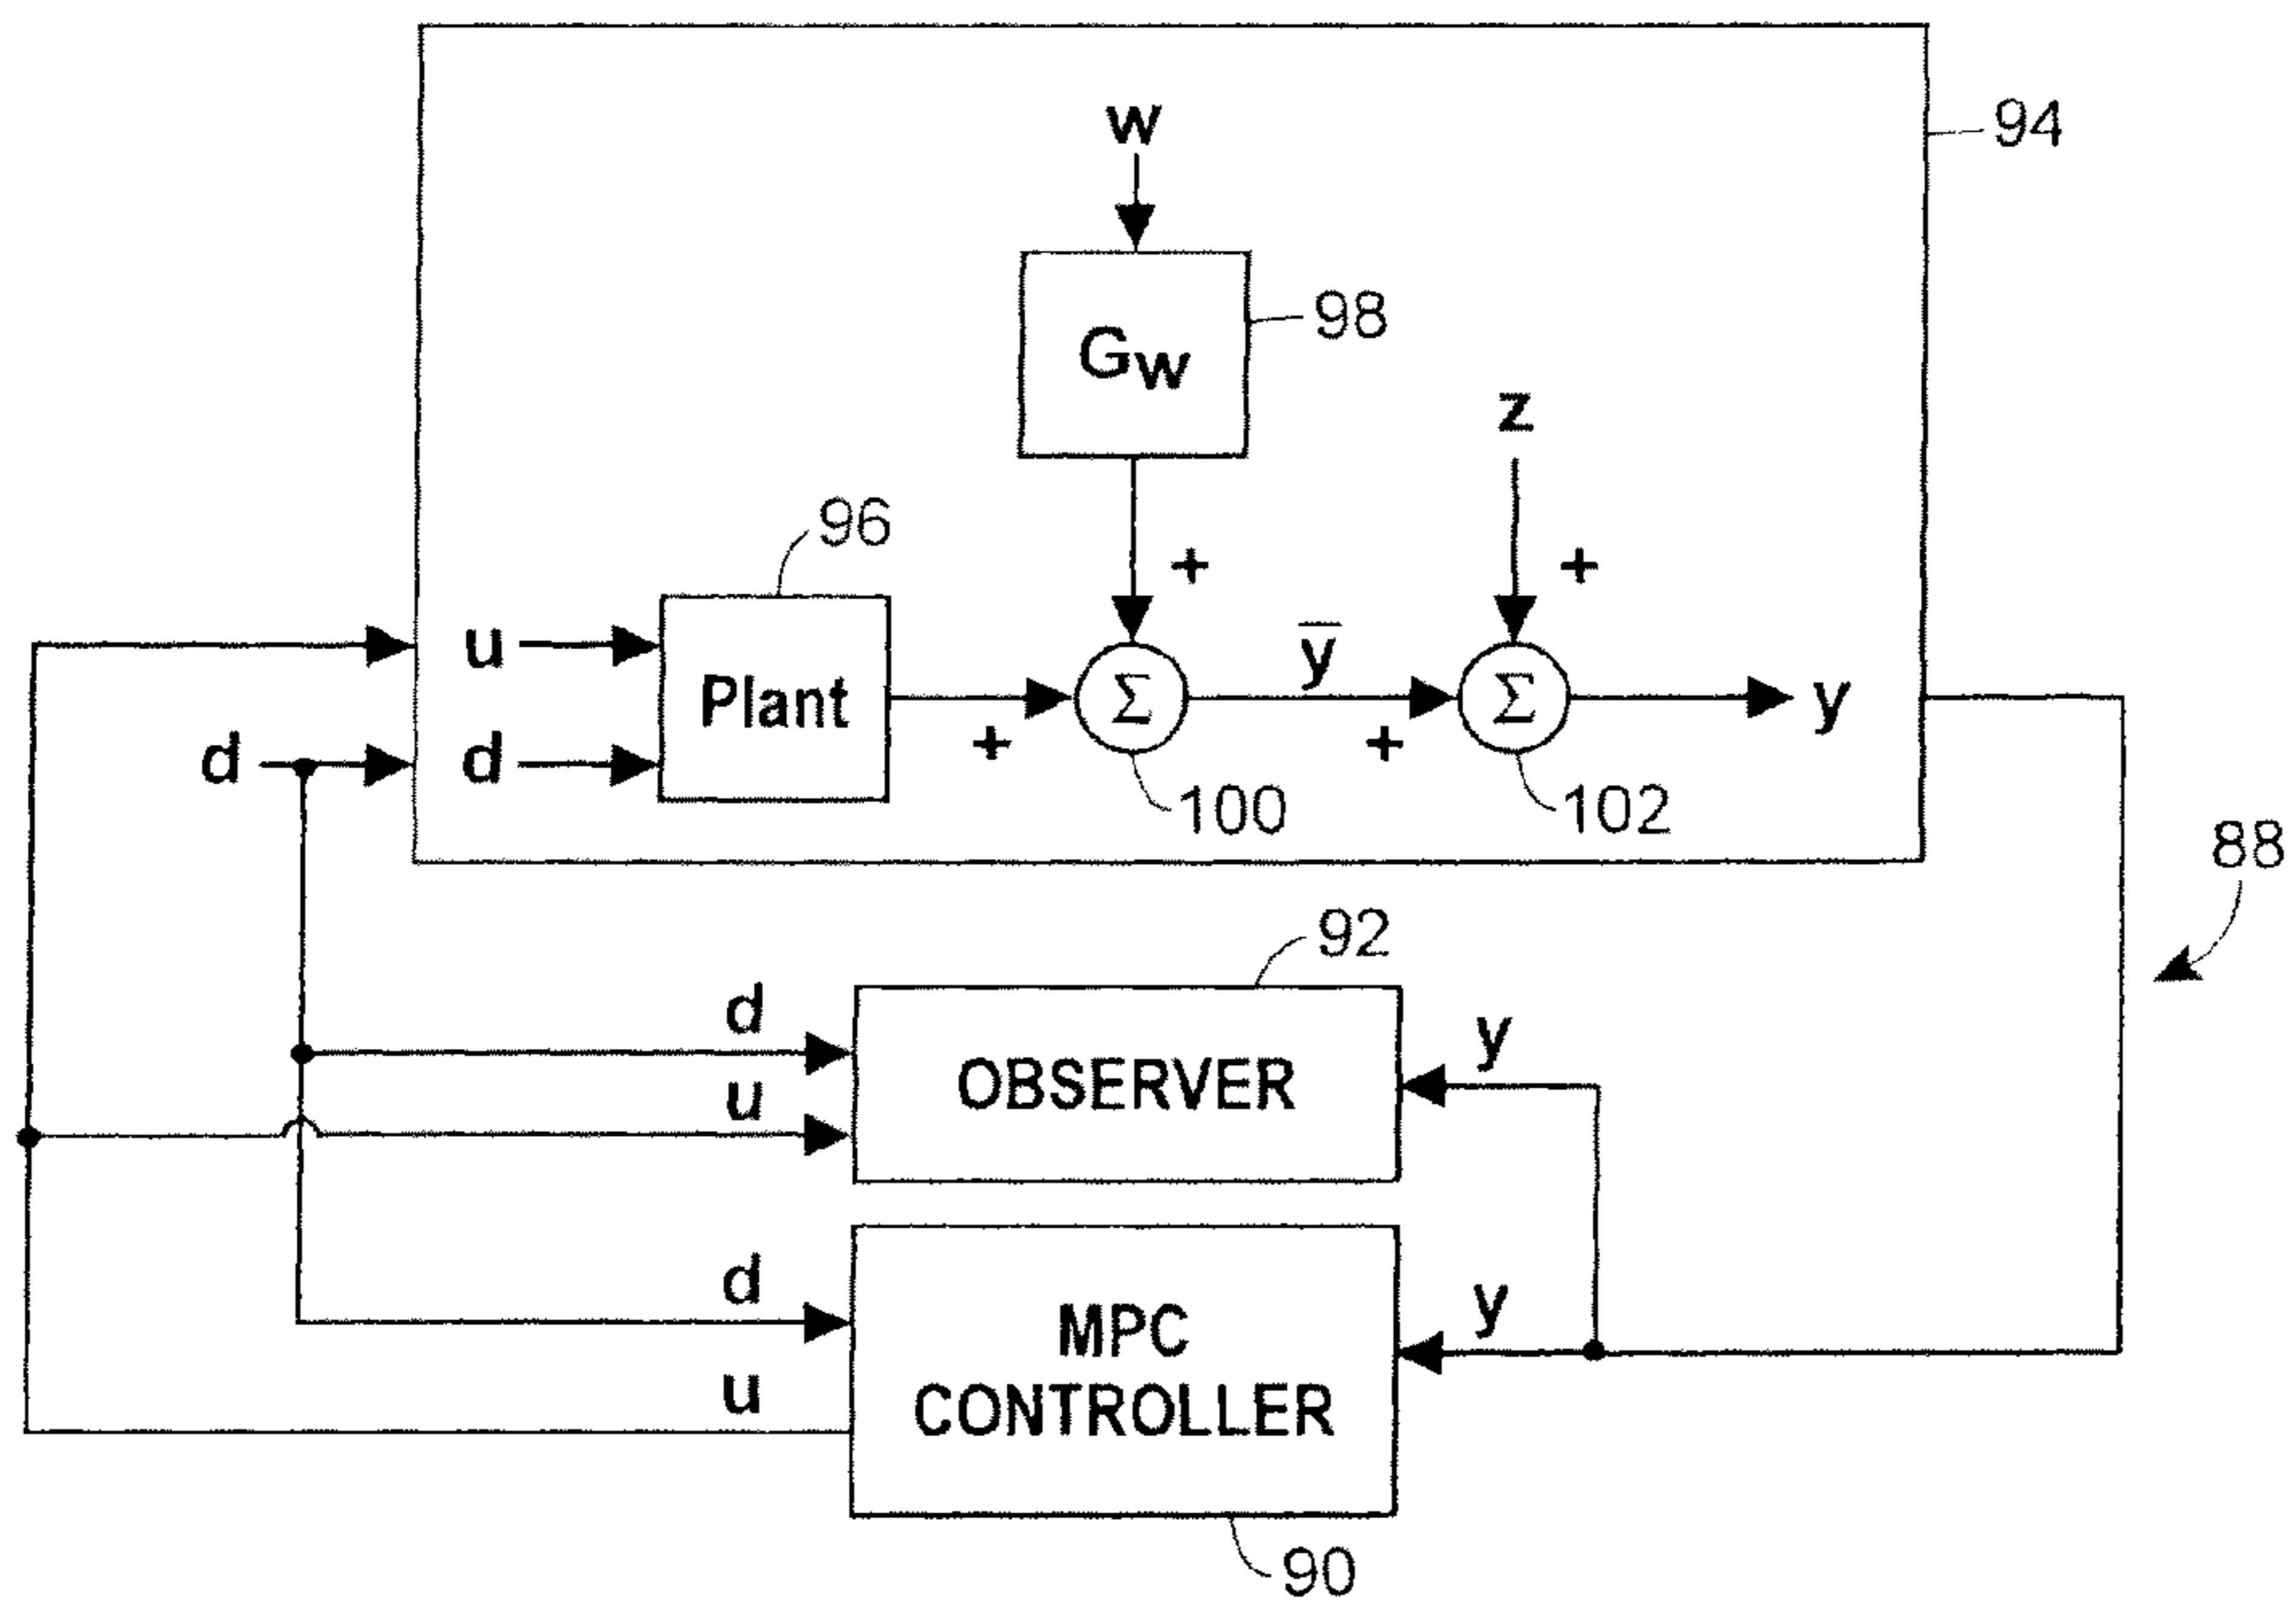 94
w
98
Gw
z
96
+
+
u
Plant
Σ
y̅
Σ
y
d
d
+
+
100
102
88
92
d
OBSERVER
y
u
d
MPC
CONTROLLER
y
u
90